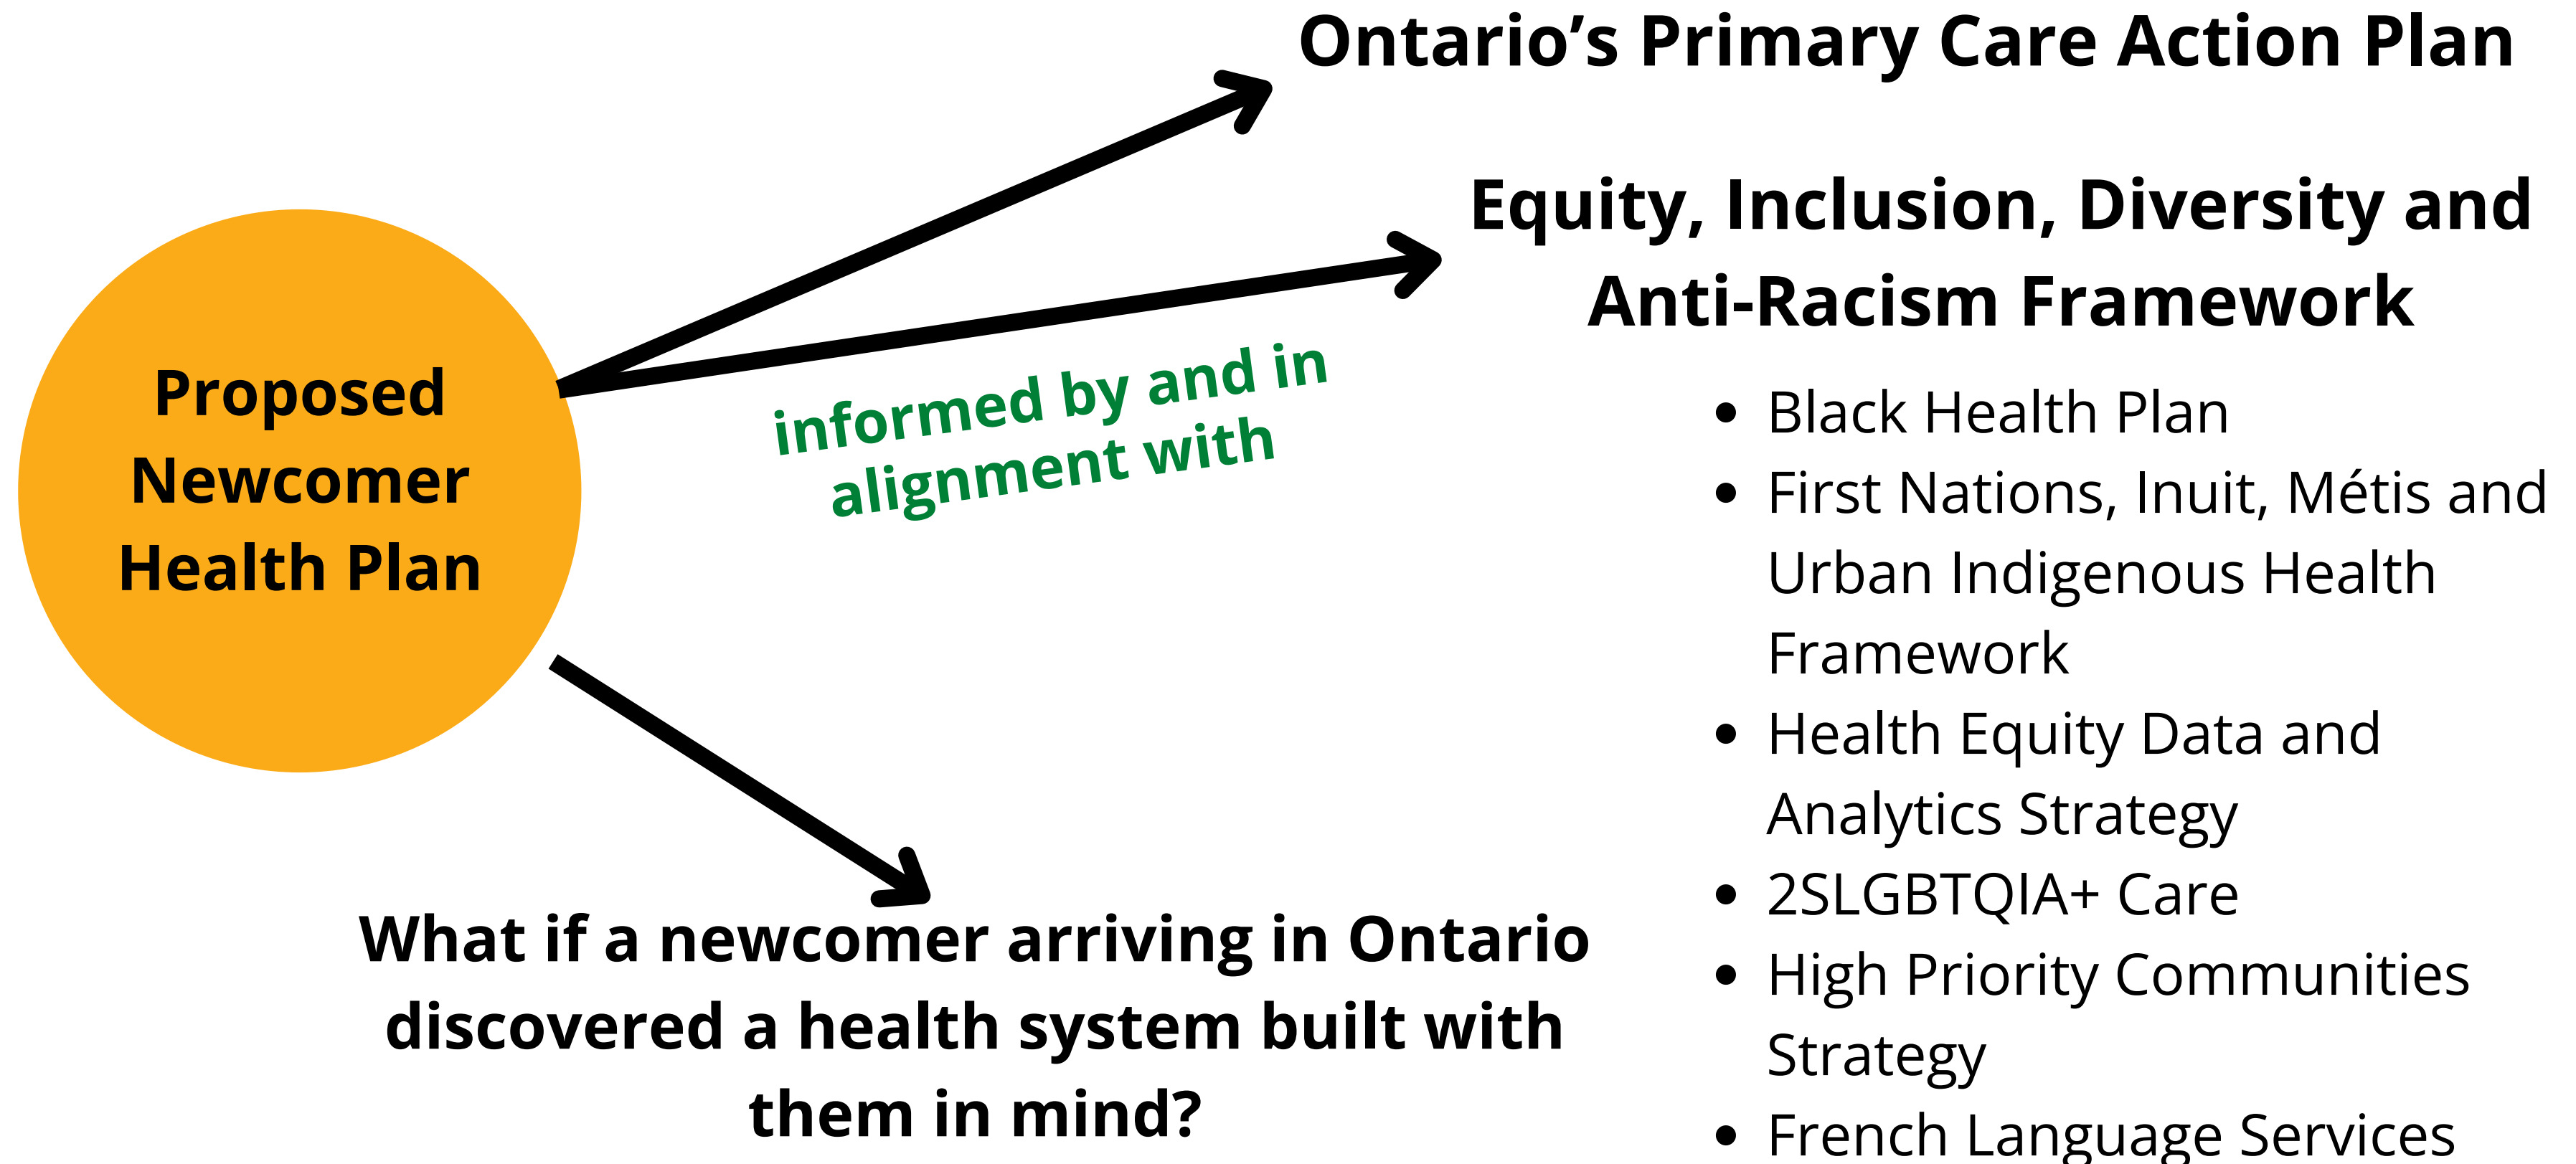 Ontario’s Primary Care Action Plan
Equity, Inclusion, Diversity and
Anti-Racism Framework
Proposed
Newcomer
Health Plan
informed by and in
alignment with
• Black Health Plan
• First Nations, Inuit, Métis and
Urban Indigenous Health
Framework
• Health Equity Data and
Analytics Strategy
• 2SLGBTQIA+ Care
• High Priority Communities
Strategy
• French Language Services
What if a newcomer arriving in Ontario
discovered a health system built with
them in mind?